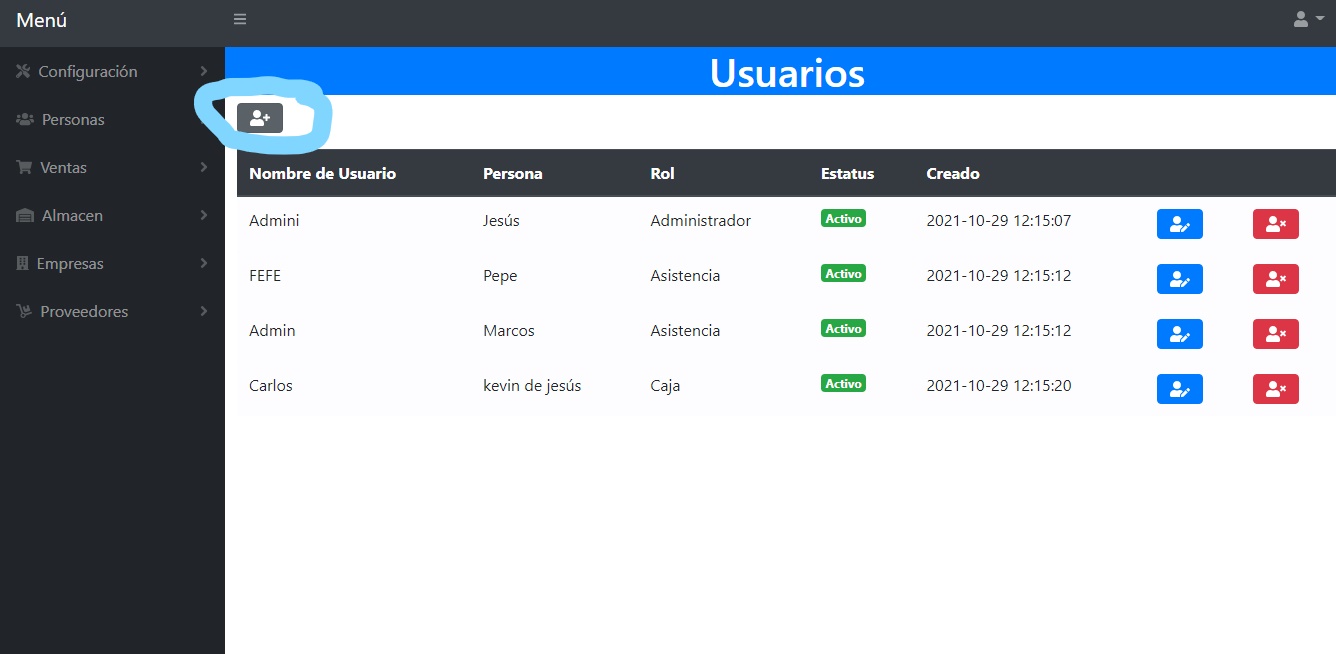 Menú
Usuarios
Configuración
Personas
Ventas
Almacen
Empresas
Proveedores
Nombre de Usuario Persona Rol Estatus Creado
Admini Jesús Administrador Activo 2021-10-29 12:15:07
FEFE Pepe Asistencia Activo 2021-10-29 12:15:12
Admin Marcos Asistencia Activo 2021-10-29 12:15:12
Carlos kevin de jesús Caja Activo 2021-10-29 12:15:20